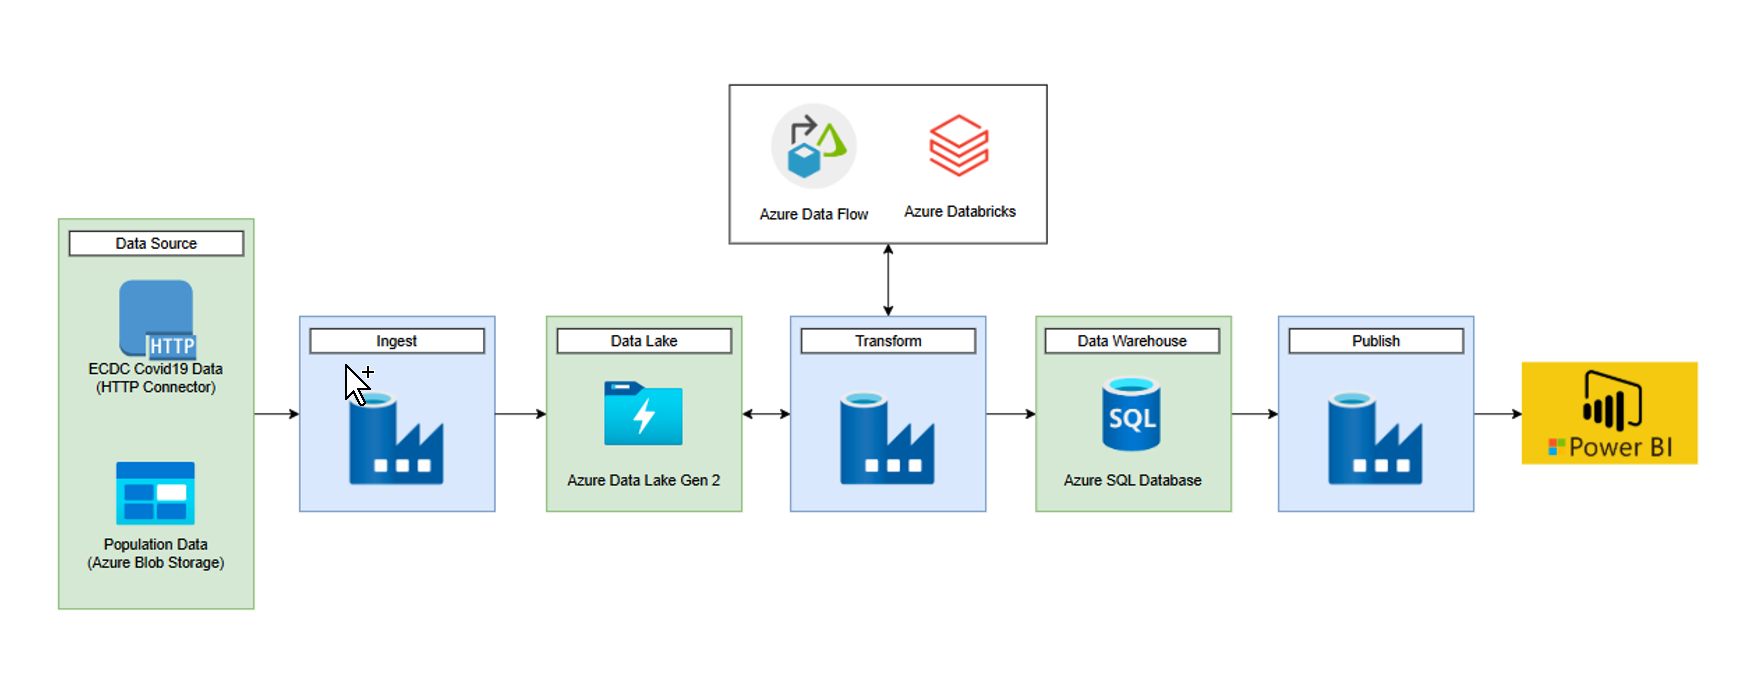 Azure Data Flow
Azure Databricks
Data Source
HTTP
ECDC Covid19 Data
(HTTP Connector)
Population Data
(Azure Blob Storage)
Ingest
Data Lake
Azure Data Lake Gen 2
Transform
Data Warehouse
SQL
Azure SQL Database
Publish
Power BI